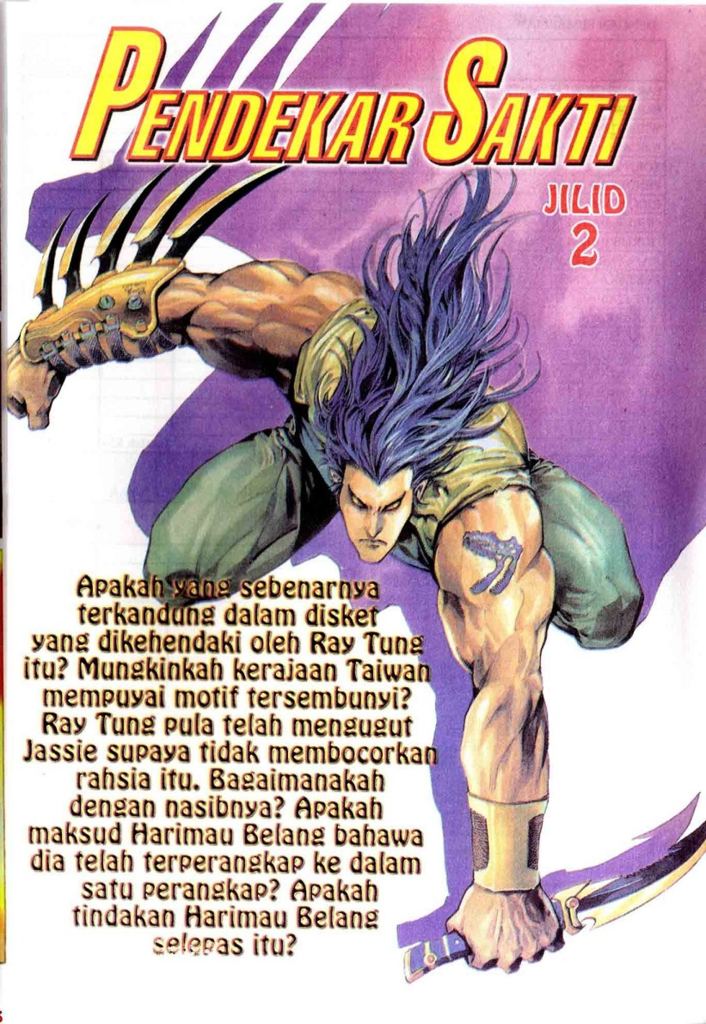 PENDEKAR SAKTI
JILID
2
Apakah yang sebenarnya
terkandung dalam disket
yang dikehendaki oleh Ray Tung
itu? Mungkinkah kerajaan Taiwan
mempuyai motif tersembunyi?
Ray Tung pula telah mengugut
Jassie supaya tidak membocorkan
rahsia itu. Bagaimanakah
dengan nasibnya? Apakah
maksud Harimau Belang bahawa
dia telah terperangkap ke dalam
satu perangkap? Apakah
tindakan Harimau Belang
selepas itu?